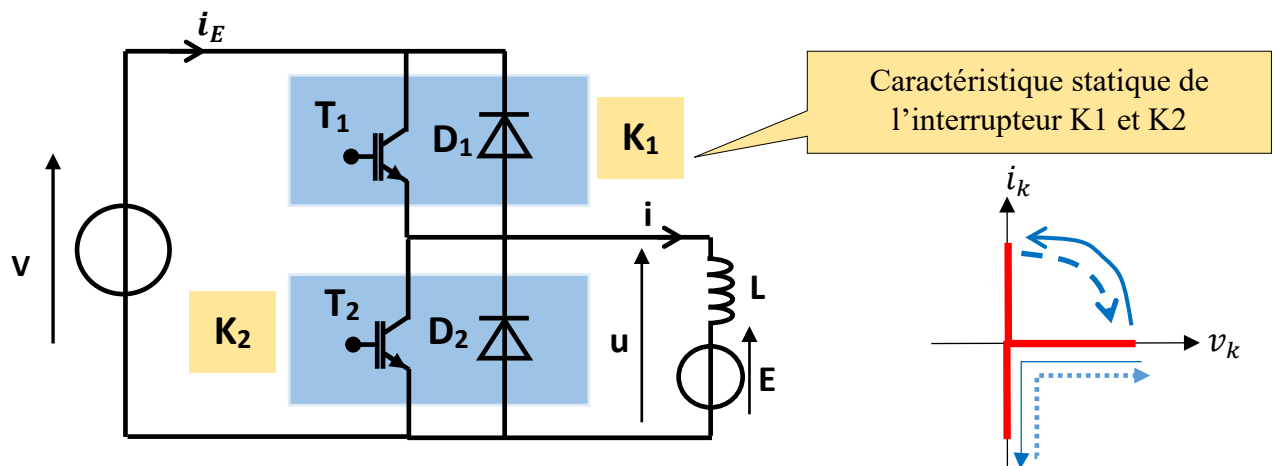 i_E
T₁
D₁
K₁
Caractéristique statique de
l’interrupteur K1 et K2
i
i_k
V
T₂
D₂
K₂
u
L
E
v_k